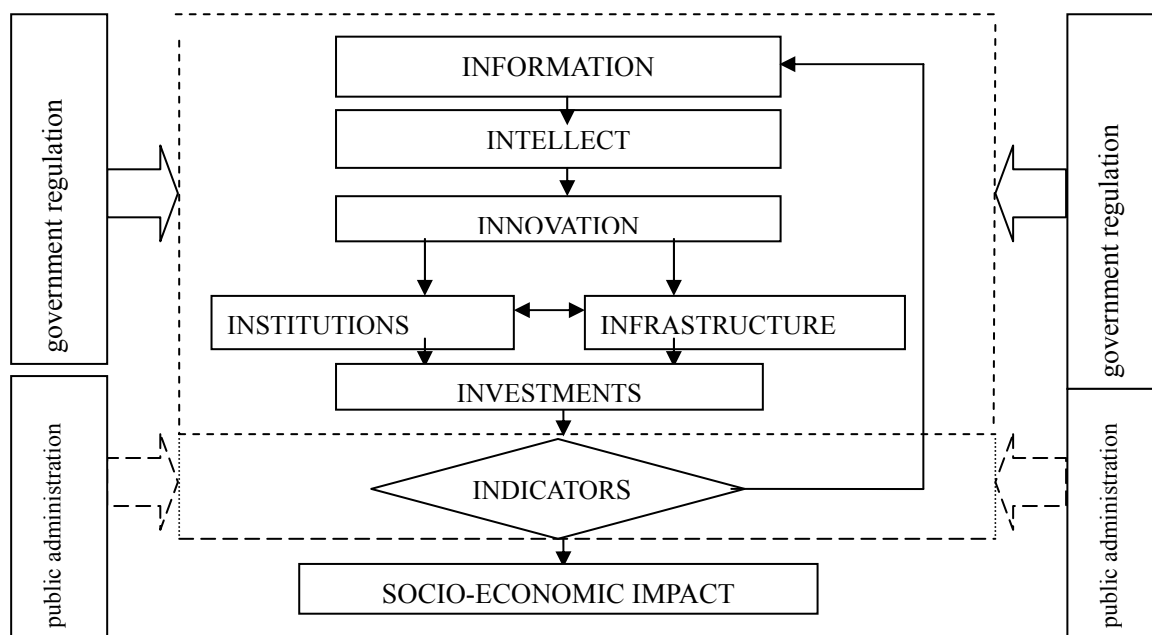 government regulation
INFORMATION
INTELLECT
INNOVATION
INSTITUTIONS
INFRASTRUCTURE
INVESTMENTS
government regulation
public administration
INDICATORS
SOCIO-ECONOMIC IMPACT
public administration